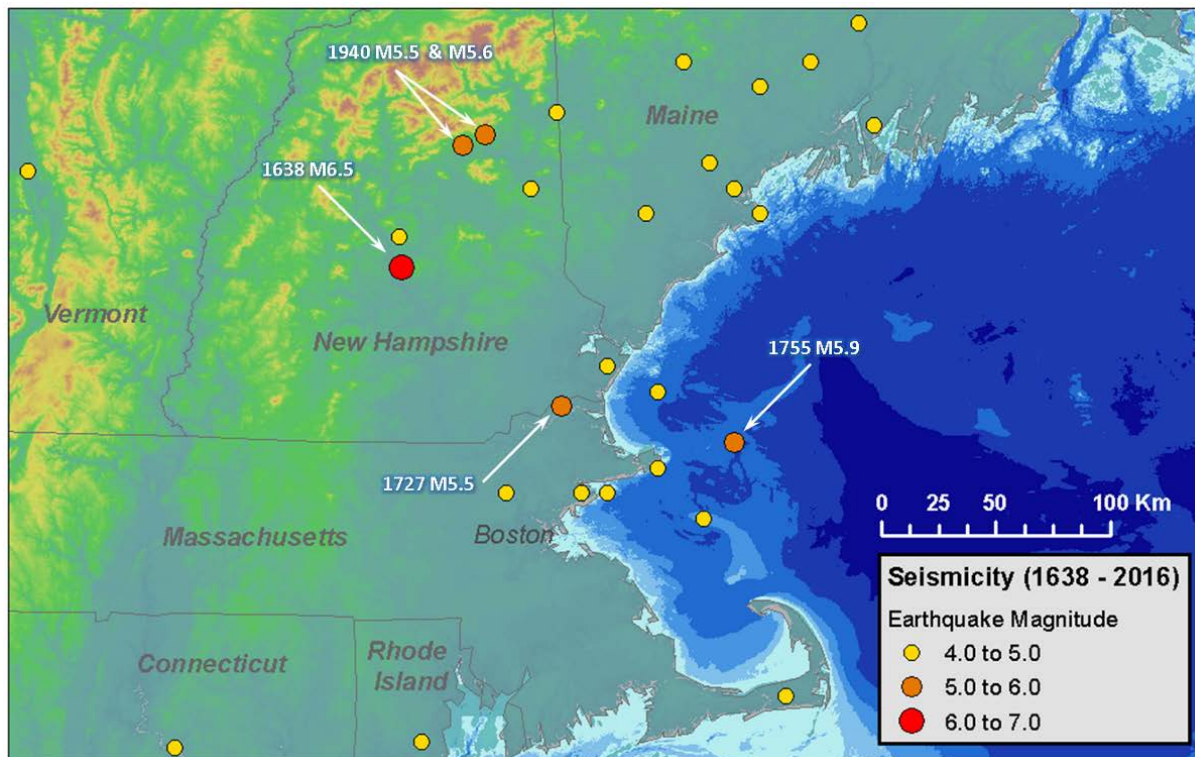 1940 M5.5 & M5.6
Maine
1638 M6.5
Vermont
New Hampshire
1755 M5.9
1727 M5.5
0 25 50 100 Km
Massachusetts
Boston
Seismicity (1638 - 2016)
Earthquake Magnitude
4.0 to 5.0
5.0 to 6.0
6.0 to 7.0
Connecticut
Rhode
Island